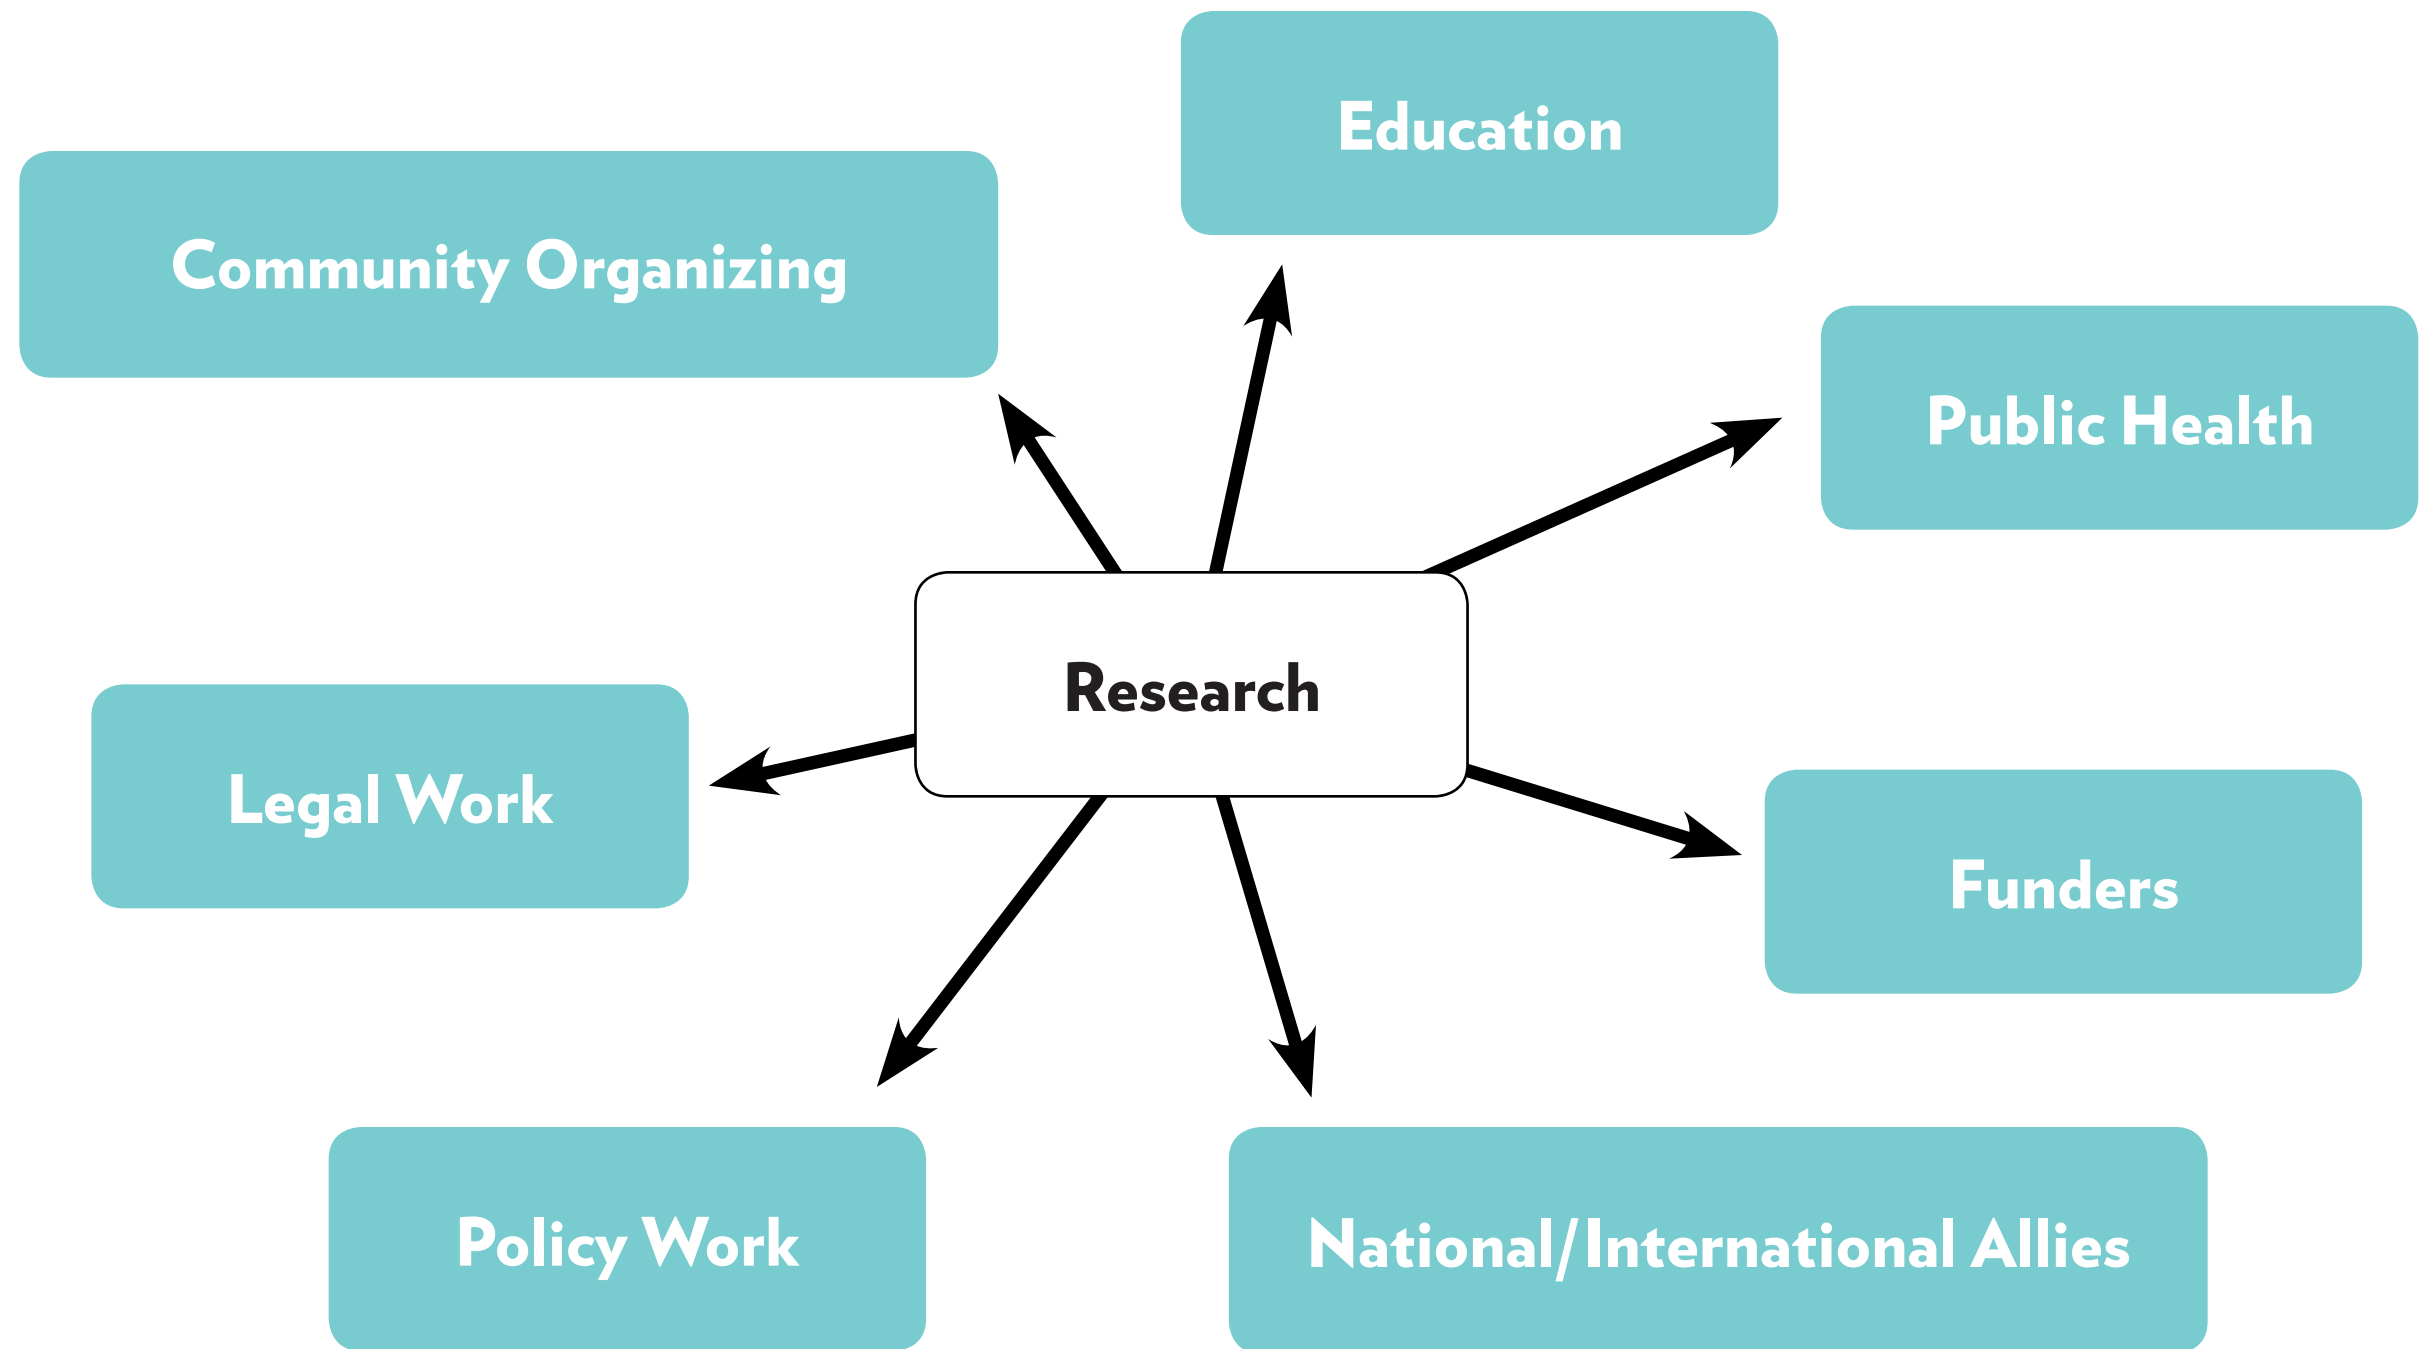 Education
Community Organizing
Public Health
Research
Legal Work
Funders
Policy Work
National/International Allies